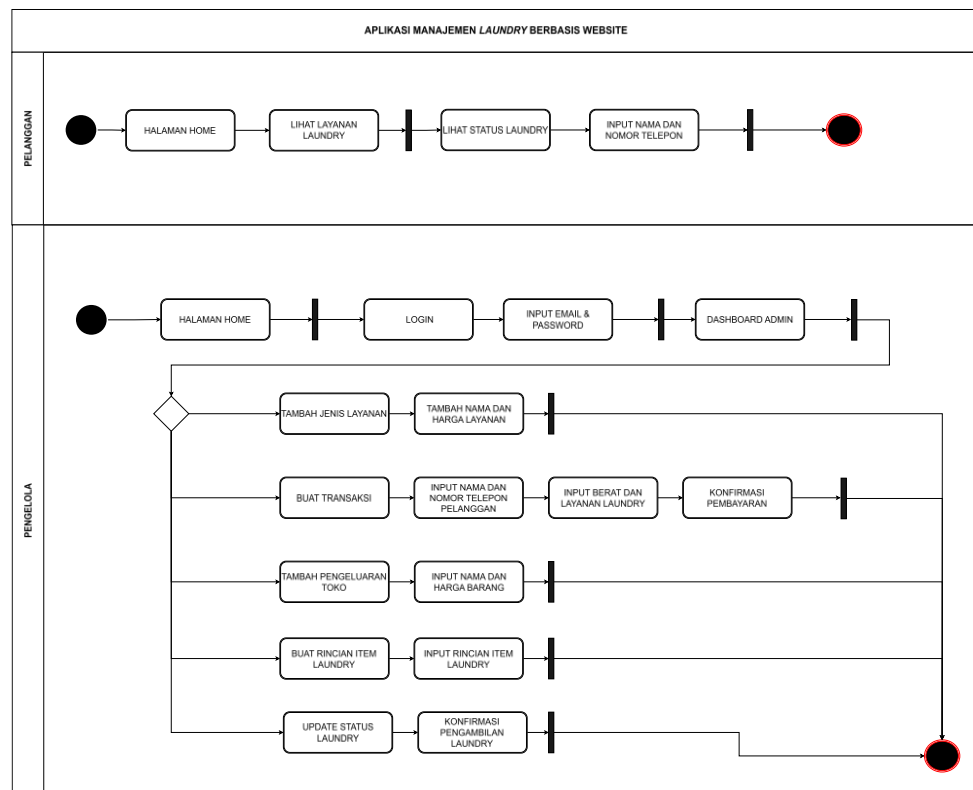 APLIKASI MANAJEMEN LAUNDRY BERBASIS WEBSITE
PELANGGAN
HALAMAN HOME
LIHAT LAYANAN
LAUNDRY
LIHAT STATUS LAUNDRY
INPUT NAMA DAN
NOMOR TELEPON
PENGELOLA
HALAMAN HOME
LOGIN
INPUT EMAIL &
PASSWORD
DASHBOARD ADMIN
TAMBAH JENIS LAYANAN
TAMBAH NAMA DAN
HARGA LAYANAN
BUAT TRANSAKSI
INPUT NAMA DAN
NOMOR TELEPON
PELANGGAN
INPUT BERAT DAN
LAYANAN LAUNDRY
KONFIRMASI
PEMBAYARAN
TAMBAH PENGELUARAN
TOKO
INPUT NAMA DAN
HARGA BARANG
BUAT RINCIAN ITEM
LAUNDRY
INPUT RINCIAN ITEM
LAUNDRY
UPDATE STATUS
LAUNDRY
KONFIRMASI
PENGAMBILAN
LAUNDRY